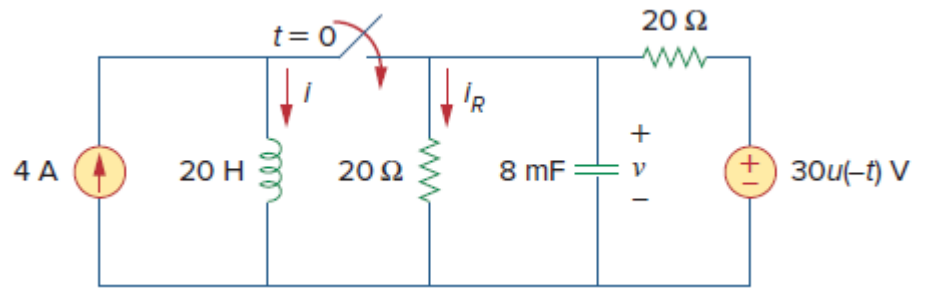 20 Ω
t = 0
i
i_R
4 A
20 H
20 Ω
8 mF
+
v
−
+
−
30u(−t) V